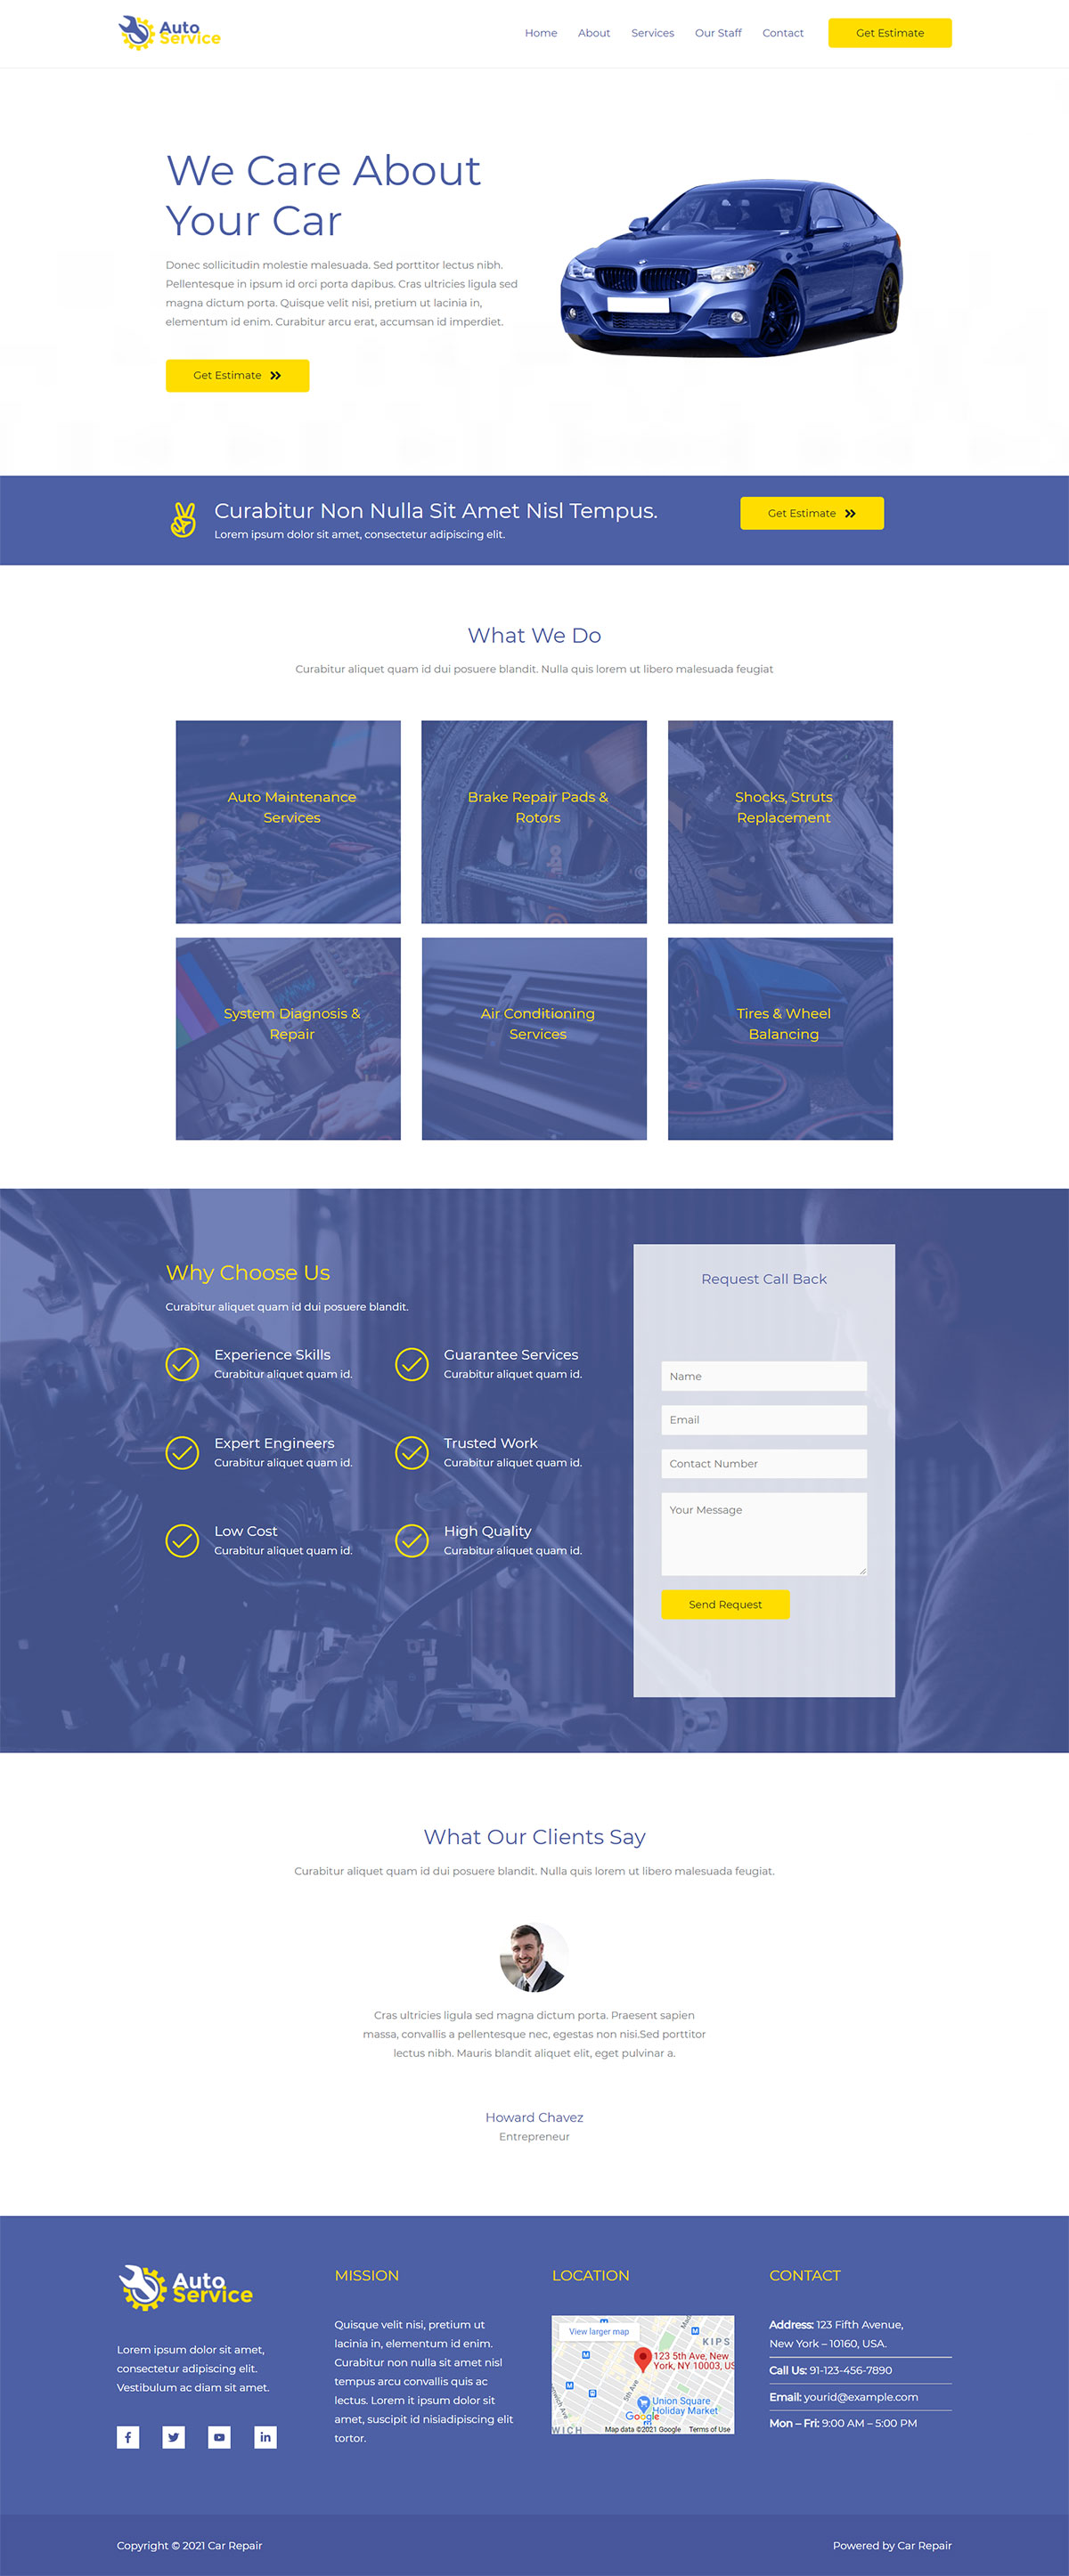 Auto
Service
Home About Services Our Staff Contact Get Estimate
We Care About
Your Car
Donec sollicitudin molestie malesuada. Sed porttitor lectus nibh.
Pellentesque in ipsum id orci porta dapibus. Cras ultricies ligula sed
magna dictum porta. Quisque velit nisi, pretium ut lacinia in,
elementum id enim. Curabitur arcu erat, accumsan id imperdiet.
Get Estimate
Curabitur Non Nulla Sit Amet Nisl Tempus.
Lorem ipsum dolor sit amet, consectetur adipiscing elit.
Get Estimate
What We Do
Curabitur aliquet quam id dui posuere blandit. Nulla quis lorem ut libero malesuada feugiat
Auto Maintenance
Services
Brake Repair Pads &
Rotors
Shocks, Struts
Replacement
System Diagnosis &
Repair
Air Conditioning
Services
Tires & Wheel
Balancing
Why Choose Us
Curabitur aliquet quam id dui posuere blandit.
Experience Skills
Curabitur aliquet quam id.
Guarantee Services
Curabitur aliquet quam id.
Expert Engineers
Curabitur aliquet quam id.
Trusted Work
Curabitur aliquet quam id.
Low Cost
Curabitur aliquet quam id.
High Quality
Curabitur aliquet quam id.
Request Call Back
Name
Email
Contact Number
Your Message
Send Request
What Our Clients Say
Curabitur aliquet quam id dui posuere blandit. Nulla quis lorem ut libero malesuada feugiat.
Cras ultricies ligula sed magna dictum porta. Praesent sapien
massa, convallis a pellentesque nec, egestas non nisi.Sed porttitor
lectus nibh. Mauris blandit aliquet elit, eget pulvinar a.
Howard Chavez
Entrepreneur
Auto
Service
Lorem ipsum dolor sit amet,
consectetur adipiscing elit.
Vestibulum ac diam sit amet.
MISSION
Quisque velit nisi, pretium ut
lacinia in, elementum id enim.
Curabitur non nulla sit amet nisl
tempus arcu convallis quis ac
lectus. Lorem it ipsum dolor sit
amet, suscipit id nisiadipiscing elit
tortor.
LOCATION
View larger map
KIPS
123 5th Ave, New
York, NY 10003, US
5th Ave
Union Square
Holiday Market
Google
WICH
Map data ©2021 Google Terms of Use
CONTACT
Address: 123 Fifth Avenue,
New York – 10160, USA.
Call Us: 91-123-456-7890
Email: yourid@example.com
Mon – Fri: 9:00 AM – 5:00 PM
Copyright © 2021 Car Repair
Powered by Car Repair